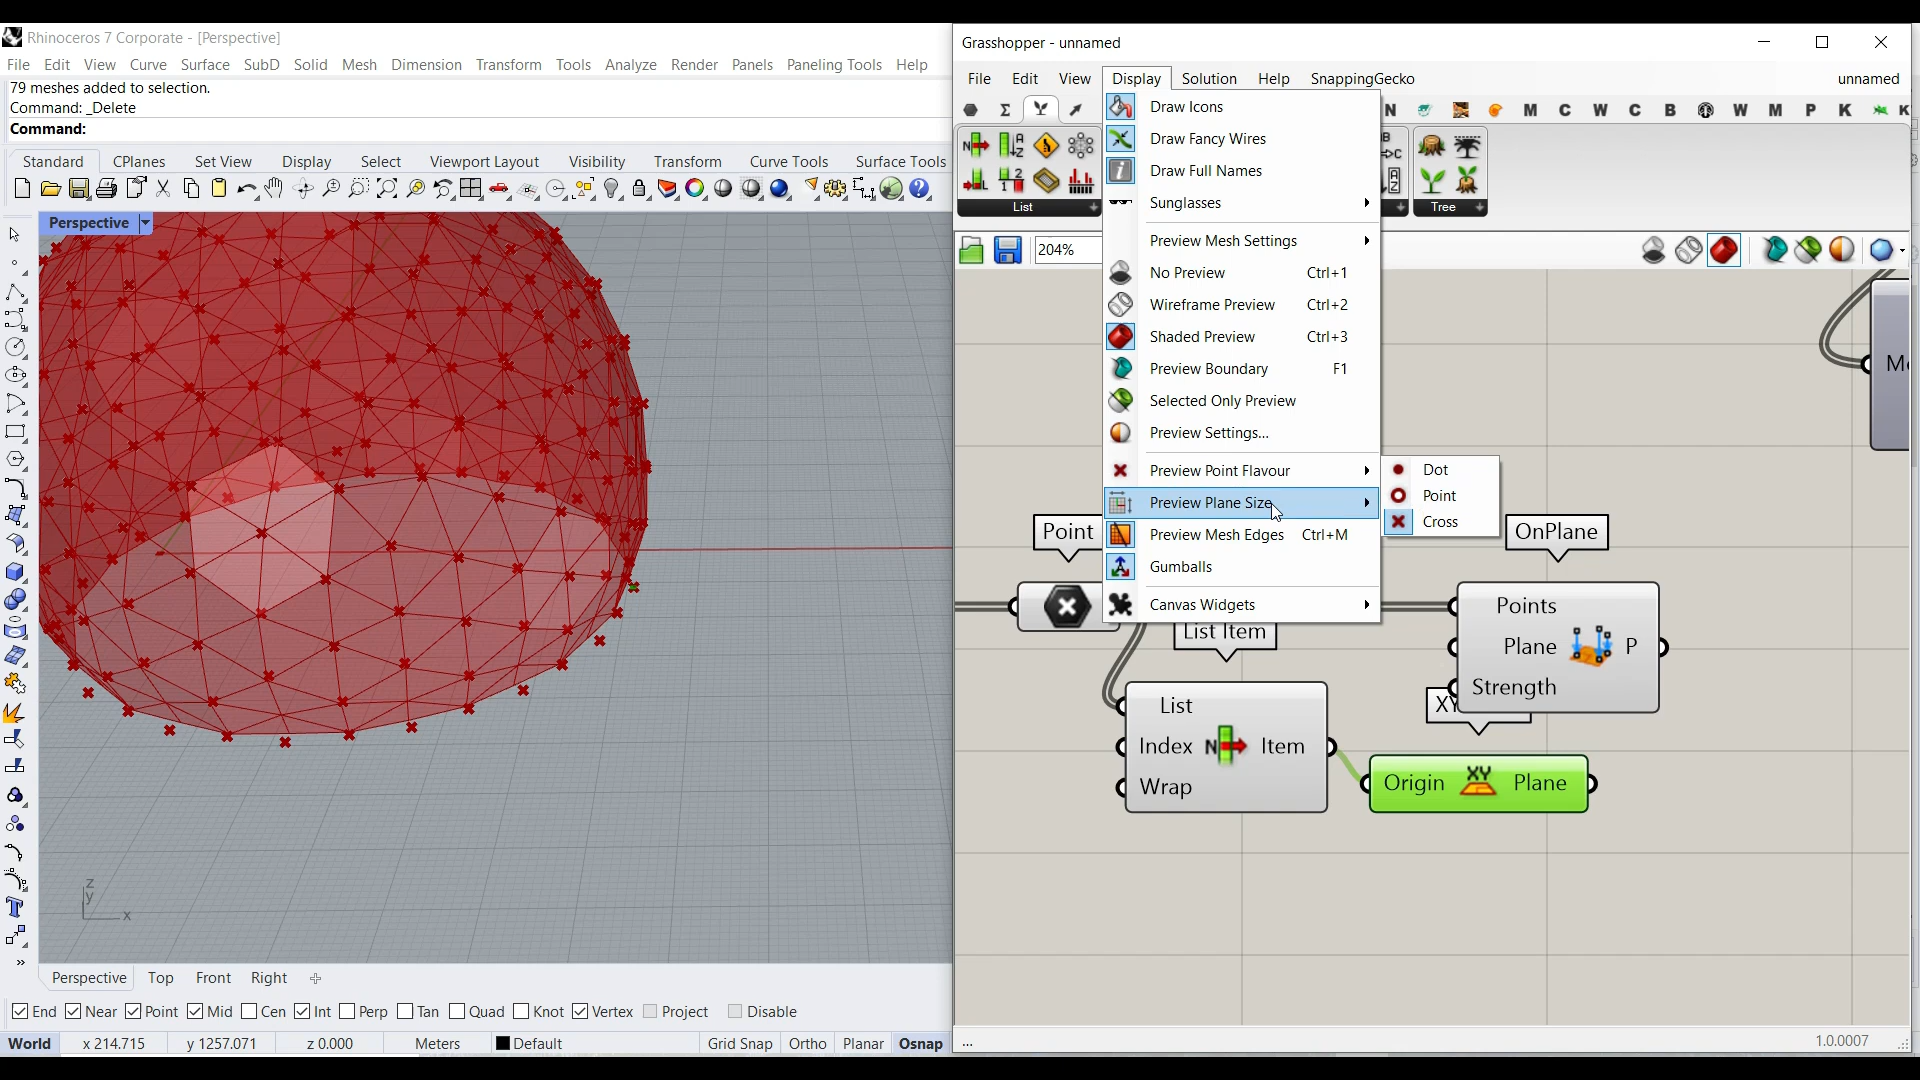 Rhinoceros 7 Corporate - [Perspective]
File Edit View Curve Surface SubD Solid Mesh Dimension Transform Tools Analyze Render Panels Paneling Tools Help
79 meshes added to selection.
Command: _Delete
Command:
Standard CPlanes Set View Display Select Viewport Layout Visibility Transform Curve Tools Surface Tools
Perspective
z
y
x
Perspective Top Front Right
End Near Point Mid Cen Int Perp Tan Quad Knot Vertex Project Disable
World x 214.715 y 1257.071 z 0.000 Meters Default Grid Snap Ortho Planar Osnap
Grasshopper - unnamed
File Edit View Display Solution Help SnappingGecko unnamed
N M C W C B W M P K K
List Tree
204%
Draw Icons
Draw Fancy Wires
Draw Full Names
Sunglasses
Preview Mesh Settings
No Preview Ctrl+1
Wireframe Preview Ctrl+2
Shaded Preview Ctrl+3
Preview Boundary F1
Selected Only Preview
Preview Settings...
Preview Point Flavour
Preview Plane Size
Preview Mesh Edges Ctrl+M
Gumballs
Canvas Widgets
Dot
Point
Cross
Point
OnPlane
Points
Plane P
Strength
List Item
List
Index N Item
Wrap
XY
Origin XY Plane
...
1.0.0007